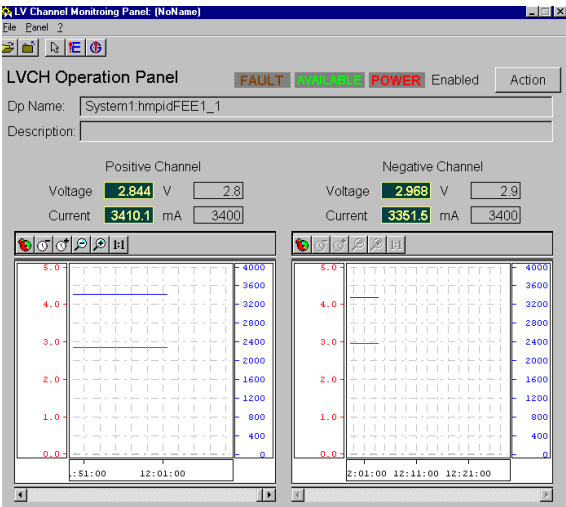 LV Channel Monitroing Panel: (NoName)
File Panel ?
LVCH Operation Panel FAULT AVAILABLE POWER Enabled Action
Dp Name: System1:hmpidFEE1_1
Description:
Positive Channel
Voltage 2.844 V 2.8
Current 3410.1 mA 3400
Negative Channel
Voltage 2.968 V 2.9
Current 3351.5 mA 3400
1:1
5.0 4000
3600
4.0 3200
2800
3.0 2400
2000
2.0 1600
1200
1.0 800
400
0.0 0
:51:00 12:01:00
1:1
5.0 4000
3600
4.0 3200
2800
3.0 2400
2000
2.0 1600
1200
1.0 800
400
0.0 0
2:01:00 12:11:00 12:21:00